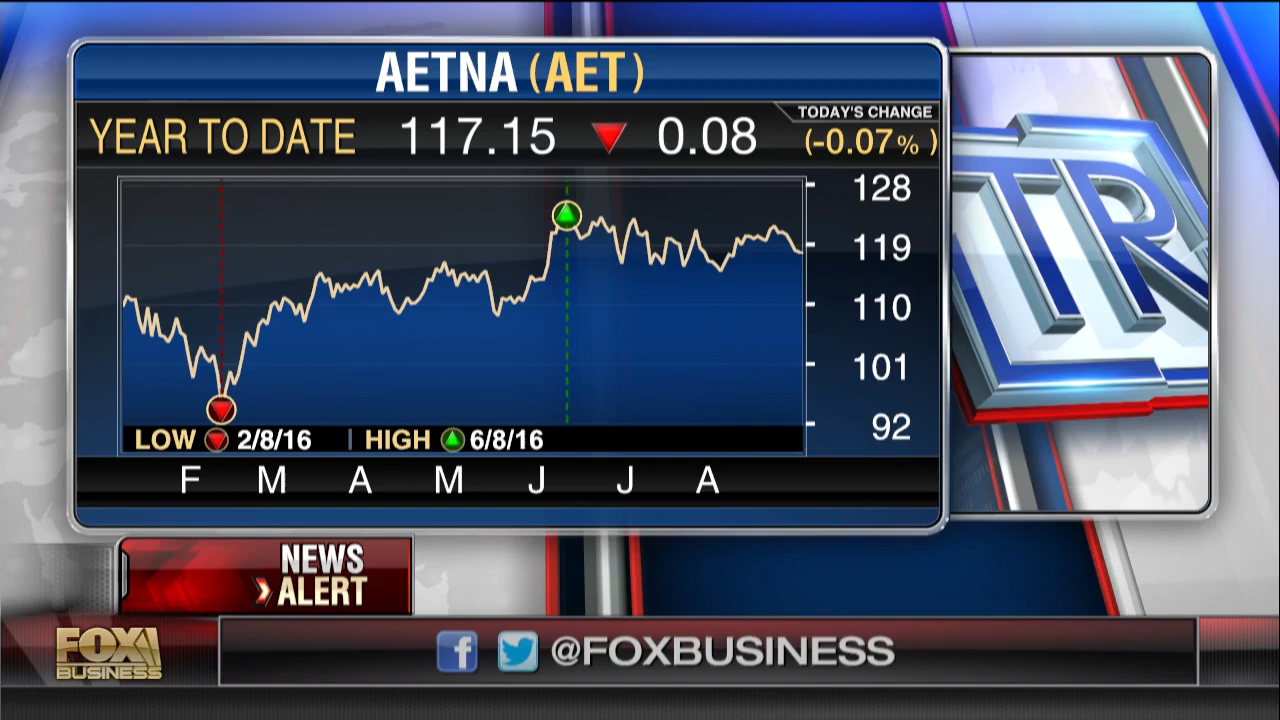 AETNA (AET)
TODAY'S CHANGE
YEAR TO DATE 117.15 0.08 (-0.07%)
128
119
110
101
92
LOW 2/8/16 | HIGH 6/8/16
F M A M J J A
TR
NEWS
ALERT
FOX
BUSINESS
@FOXBUSINESS